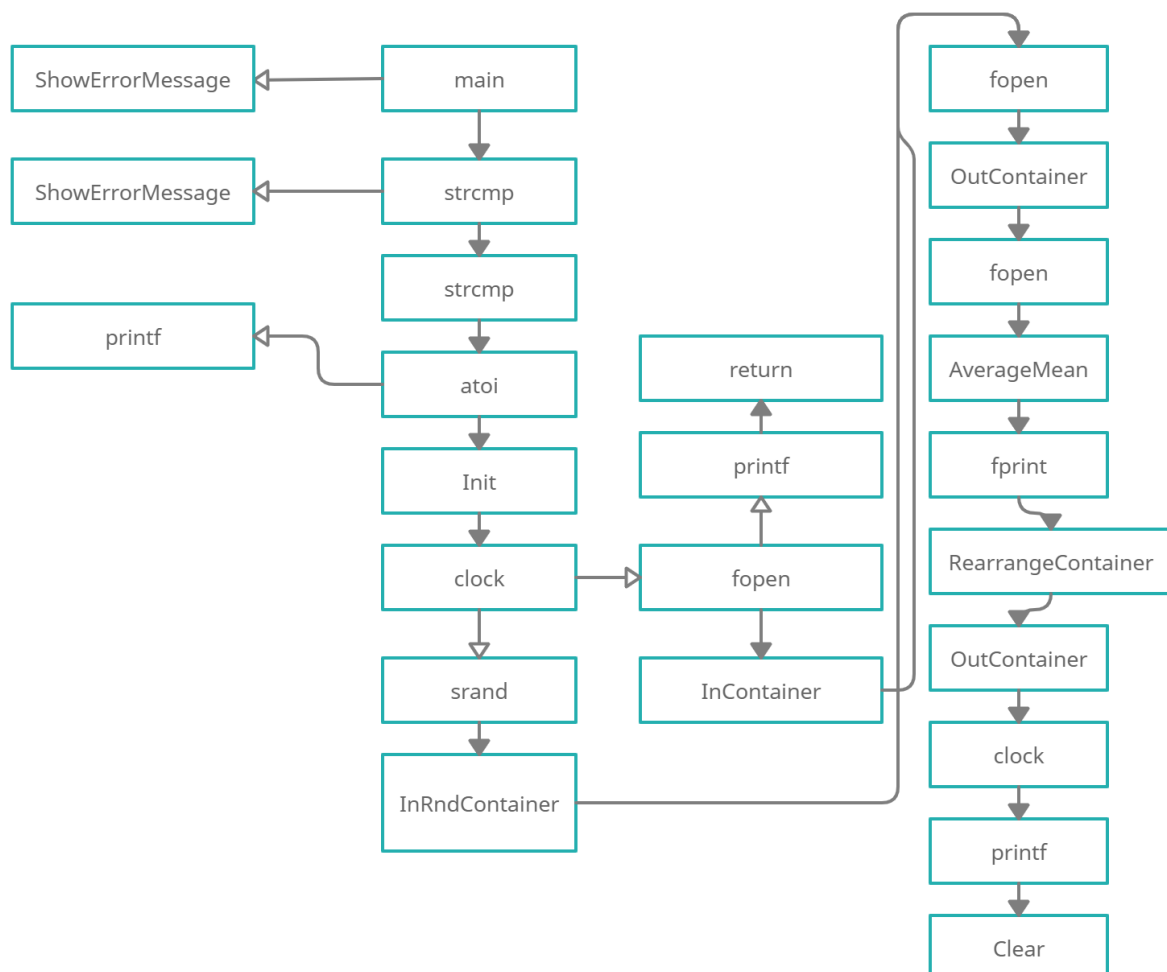 ShowErrorMessage
main
ShowErrorMessage
strcmp
strcmp
printf
atoi
Init
clock
srand
InRndContainer
return
printf
fopen
InContainer
fopen
OutContainer
fopen
AverageMean
fprint
RearrangeContainer
OutContainer
clock
printf
Clear